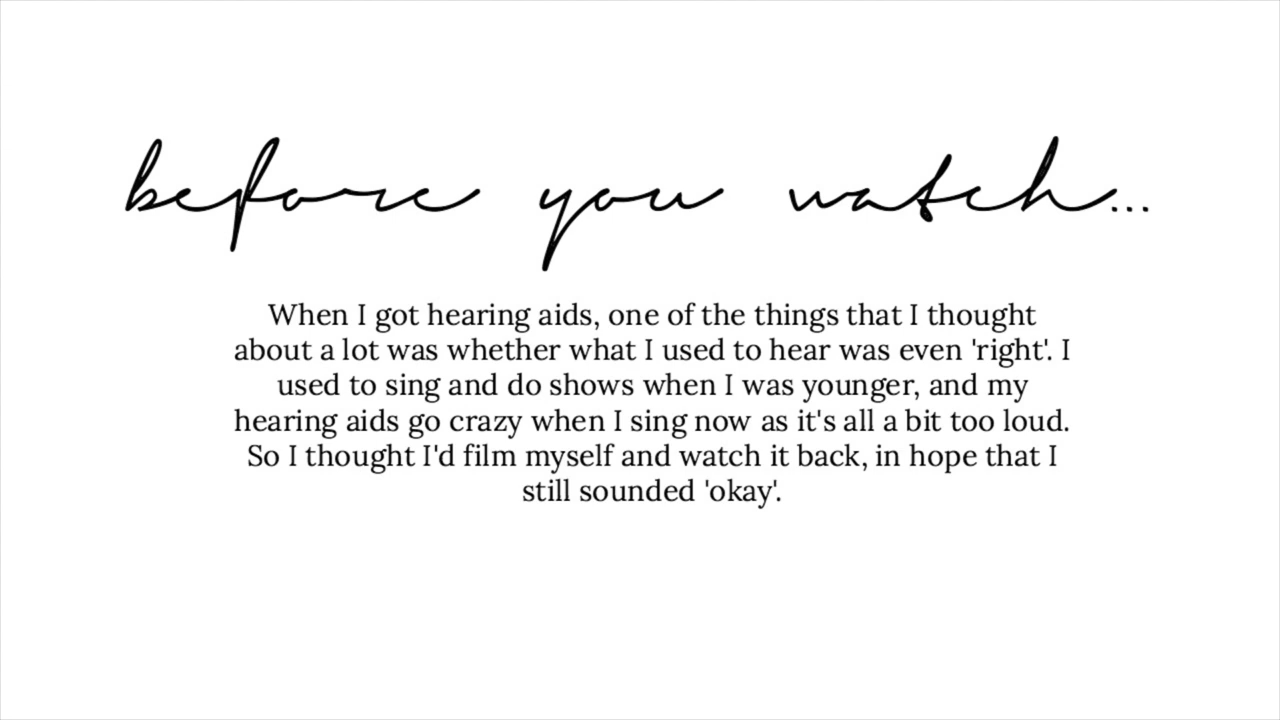 before you watch...
When I got hearing aids, one of the things that I thought
about a lot was whether what I used to hear was even 'right'. I
used to sing and do shows when I was younger, and my
hearing aids go crazy when I sing now as it's all a bit too loud.
So I thought I'd film myself and watch it back, in hope that I
still sounded 'okay'.